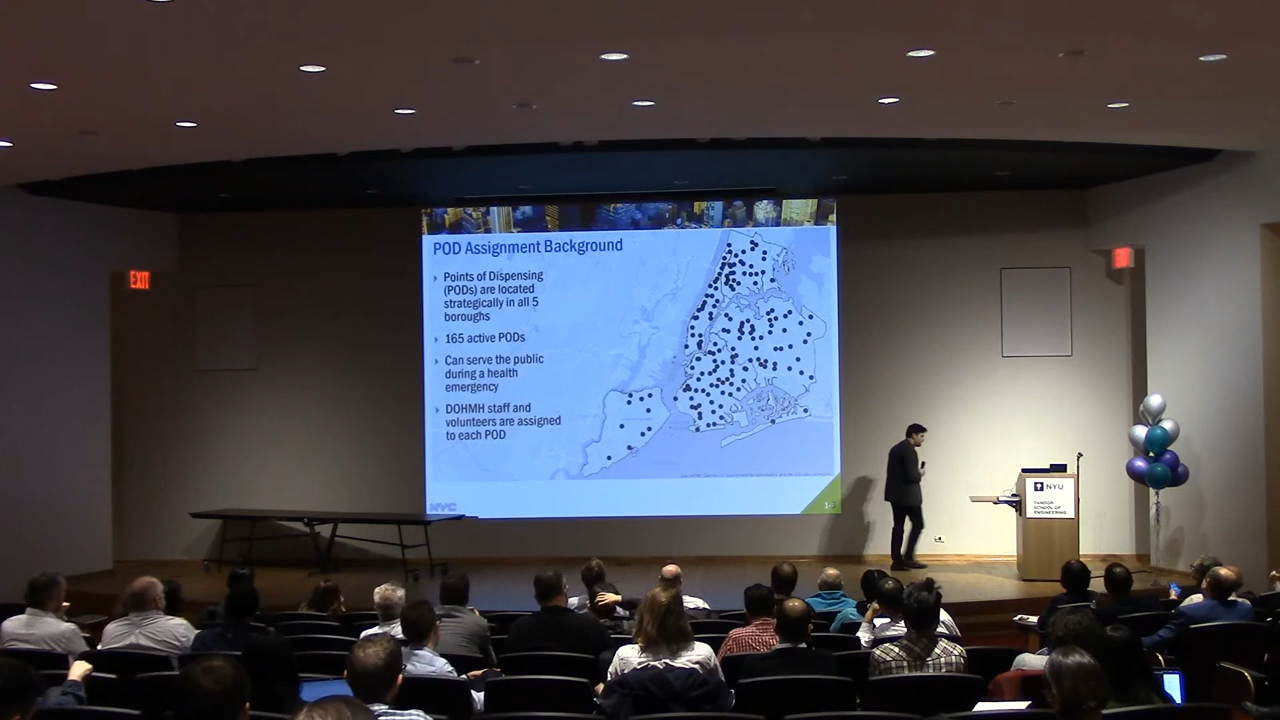 POD Assignment Background
Points of Dispensing
(PODs) are located
strategically in all 5
boroughs
165 active PODs
Can serve the public
during a health
emergency
DOHMH staff and
volunteers are assigned
to each POD
NYC
EXIT
EXIT
NYU
TANDON
SCHOOL OF
ENGINEERING